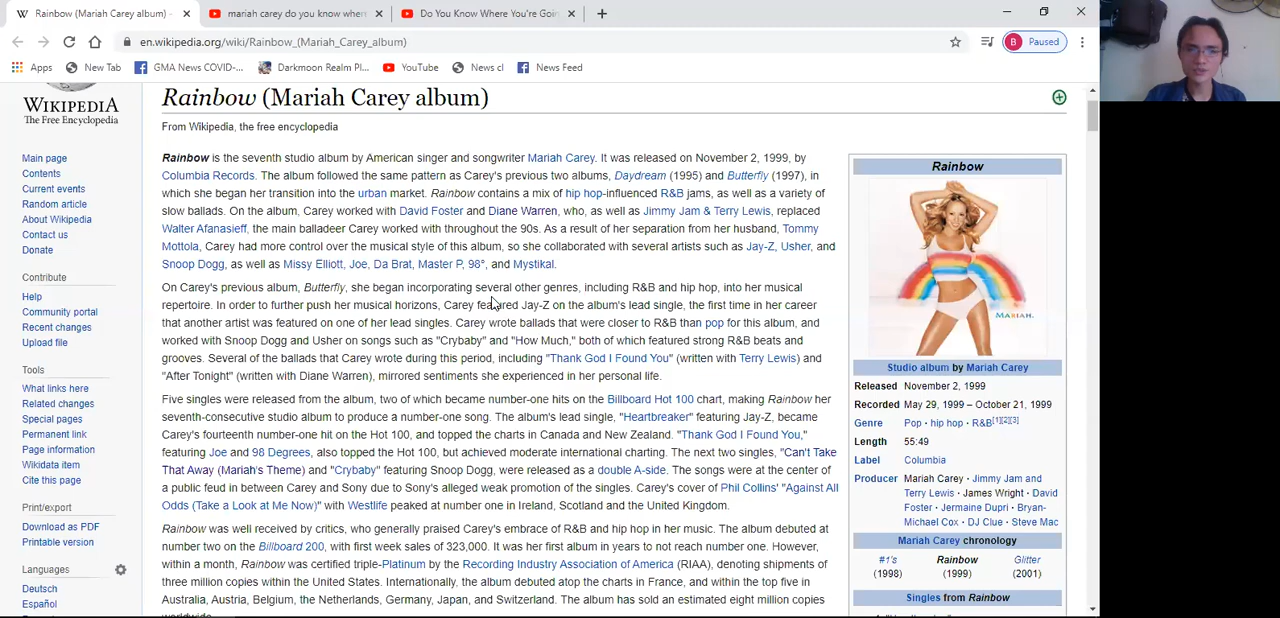 Rainbow (Mariah Carey album) -
mariah carey do you know where
Do You Know Where You're Goin
en.wikipedia.org/wiki/Rainbow_(Mariah_Carey_album)
B Paused
Apps
New Tab
GMA News COVID-...
Darkmoon Realm Pl...
YouTube
News
News Feed
WIKIPEDIA
The Free Encyclopedia
Main page
Contents
Current events
Random article
About Wikipedia
Contact us
Donate
Contribute
Help
Community portal
Recent changes
Upload file
Tools
What links here
Related changes
Special pages
Permanent link
Page information
Wikidata item
Cite this page
Print/export
Download as PDF
Printable version
Languages
Deutsch
Español
Rainbow (Mariah Carey album)
From Wikipedia, the free encyclopedia
Rainbow is the seventh studio album by American singer and songwriter Mariah Carey. It was released on November 2, 1999, by
Columbia Records. The album followed the same pattern as Carey's previous two albums, Daydream (1995) and Butterfly (1997), in
which she began her transition into the urban market. Rainbow contains a mix of hip hop-influenced R&B jams, as well as a variety of
slow ballads. On the album, Carey worked with David Foster and Diane Warren, who, as well as Jimmy Jam & Terry Lewis, replaced
Walter Afanasieff, the main balladeer Carey worked with throughout the 90s. As a result of her separation from her husband, Tommy
Mottola, Carey had more control over the musical style of this album, so she collaborated with several artists such as Jay-Z, Usher, and
Snoop Dogg, as well as Missy Elliott, Joe, Da Brat, Master P, 98°, and Mystikal.
On Carey's previous album, Butterfly, she began incorporating several other genres, including R&B and hip hop, into her musical
repertoire. In order to further push her musical horizons, Carey featured Jay-Z on the album's lead single, the first time in her career
that another artist was featured on one of her lead singles. Carey wrote ballads that were closer to R&B than pop for this album, and
worked with Snoop Dogg and Usher on songs such as "Crybaby" and "How Much," both of which featured strong R&B beats and
grooves. Several of the ballads that Carey wrote during this period, including "Thank God I Found You" (written with Terry Lewis) and
"After Tonight" (written with Diane Warren), mirrored sentiments she experienced in her personal life.
Five singles were released from the album, two of which became number-one hits on the Billboard Hot 100 chart, making Rainbow her
seventh-consecutive studio album to produce a number-one song. The album's lead single, "Heartbreaker" featuring Jay-Z, became
Carey's fourteenth number-one hit on the Hot 100, and topped the charts in Canada and New Zealand. "Thank God I Found You,"
featuring Joe and 98 Degrees, also topped the Hot 100, but achieved moderate international charting. The next two singles, "Can't Take
That Away (Mariah's Theme) and "Crybaby" featuring Snoop Dogg, were released as a double A-side. The songs were at the center of
a public feud in between Carey and Sony due to Sony's alleged weak promotion of the singles. Carey's cover of Phil Collins' "Against All
Odds (Take a Look at Me Now)" with Westlife peaked at number one in Ireland, Scotland and the United Kingdom.
Rainbow was well received by critics, who generally praised Carey's embrace of R&B and hip hop in her music. The album debuted at
number two on the Billboard 200, with first week sales of 323,000. It was her first album in years to not reach number one. However,
within a month, Rainbow was certified triple-Platinum by the Recording Industry Association of America (RIAA), denoting shipments of
three million copies within the United States. Internationally, the album debuted atop the charts in France, and within the top five in
Australia, Austria, Belgium, the Netherlands, Germany, Japan, and Switzerland. The album has sold an estimated eight million copies
worldwide.
Rainbow
MARIAH.
Studio album by Mariah Carey
Released November 2, 1999
Recorded May 29, 1999 – October 21, 1999
Genre Pop · hip hop · R&B[1][2][3]
Length 55:49
Label Columbia
Producer Mariah Carey · Jimmy Jam and
Terry Lewis · James Wright · David
Foster · Jermaine Dupri · Bryan-
Michael Cox · DJ Clue · Steve Mac
Mariah Carey chronology
#1's Rainbow Glitter
(1998) (1999) (2001)
Singles from Rainbow